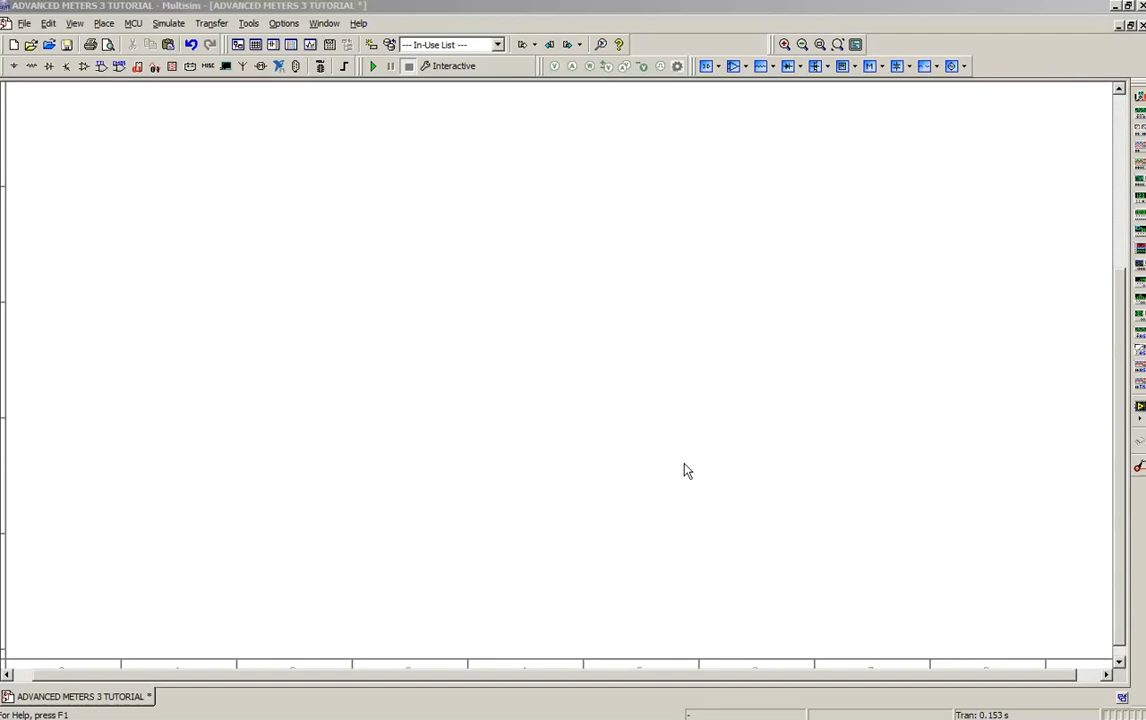 ADVANCED METERS 3 TUTORIAL - Multisim - [ADVANCED METERS 3 TUTORIAL *]
File Edit View Place MCU Simulate Transfer Tools Options Window Help
--- In-Use List ---
MISC Interactive
ADVANCED METERS 3 TUTORIAL *
For Help, press F1 - Tran: 0.153 s